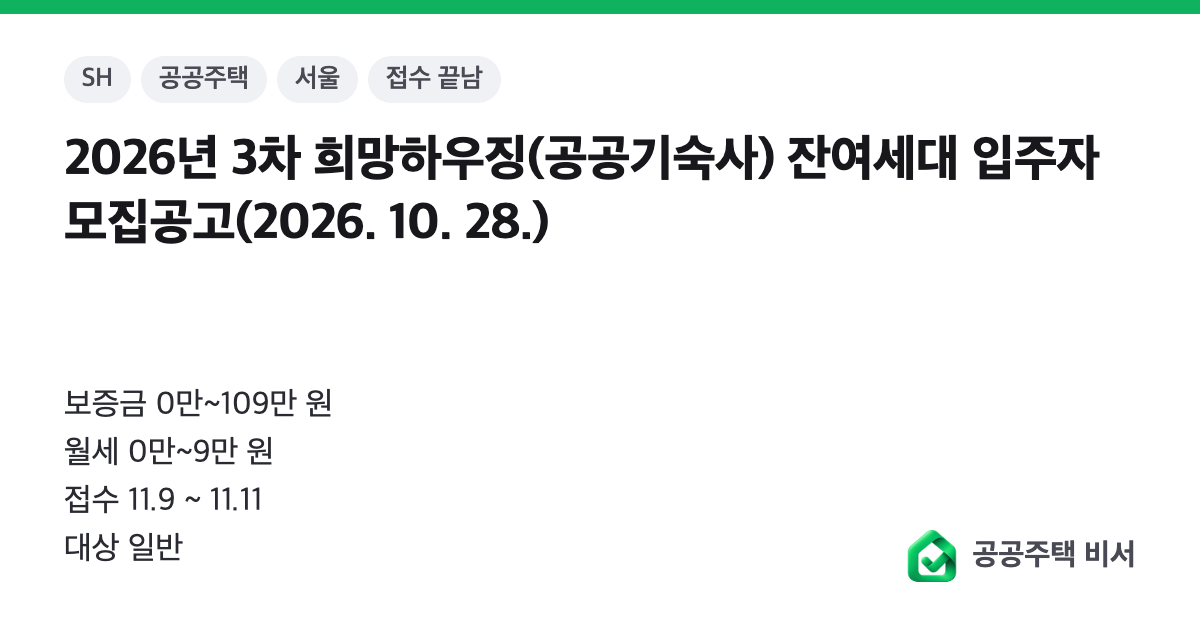 SH 공공주택 서울 접수 끝남
2026년 3차 희망하우징(공공기숙사) 잔여세대 입주자
모집공고(2026. 10. 28.)
보증금 0만~109만 원
월세 0만~9만 원
접수 11.9 ~ 11.11
대상 일반
공공주택 비서